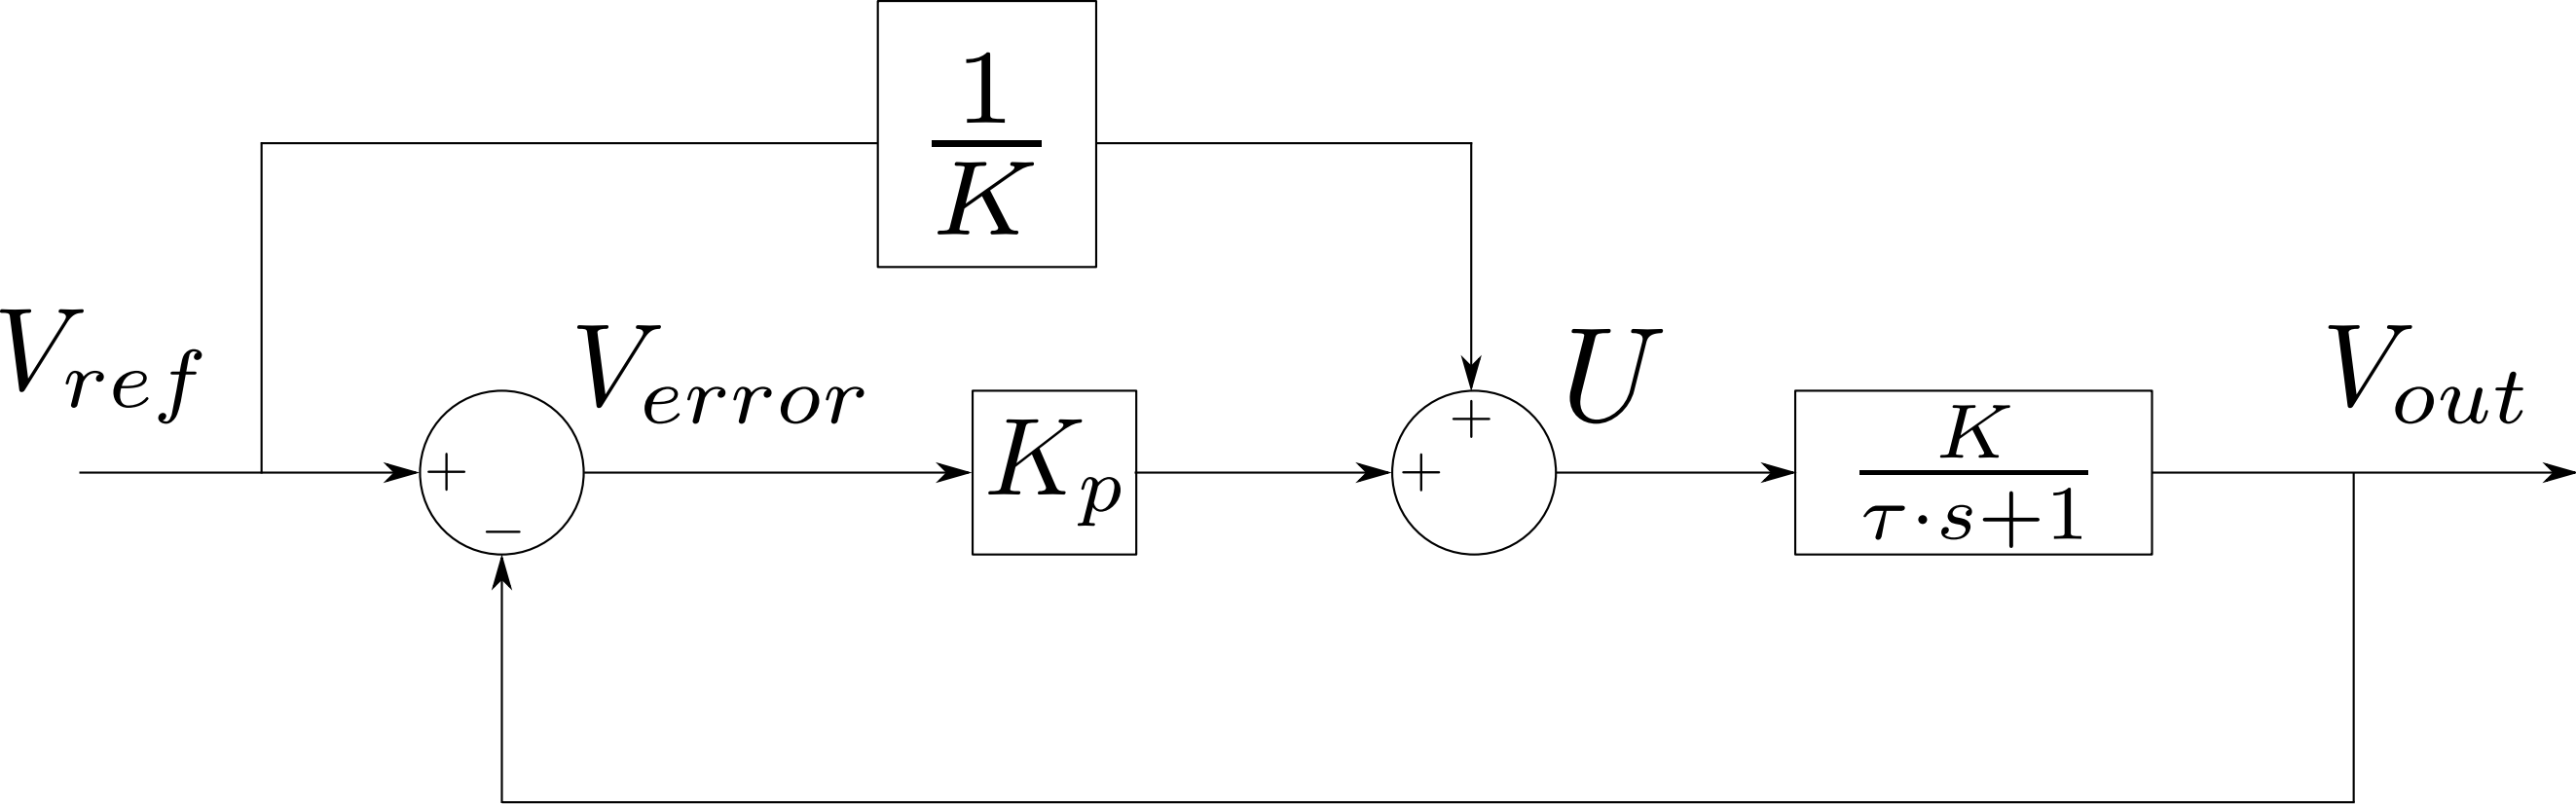 1
K
V_ref
V_error
U
V_out
+
−
K_p
+
+
K
τ·s+1